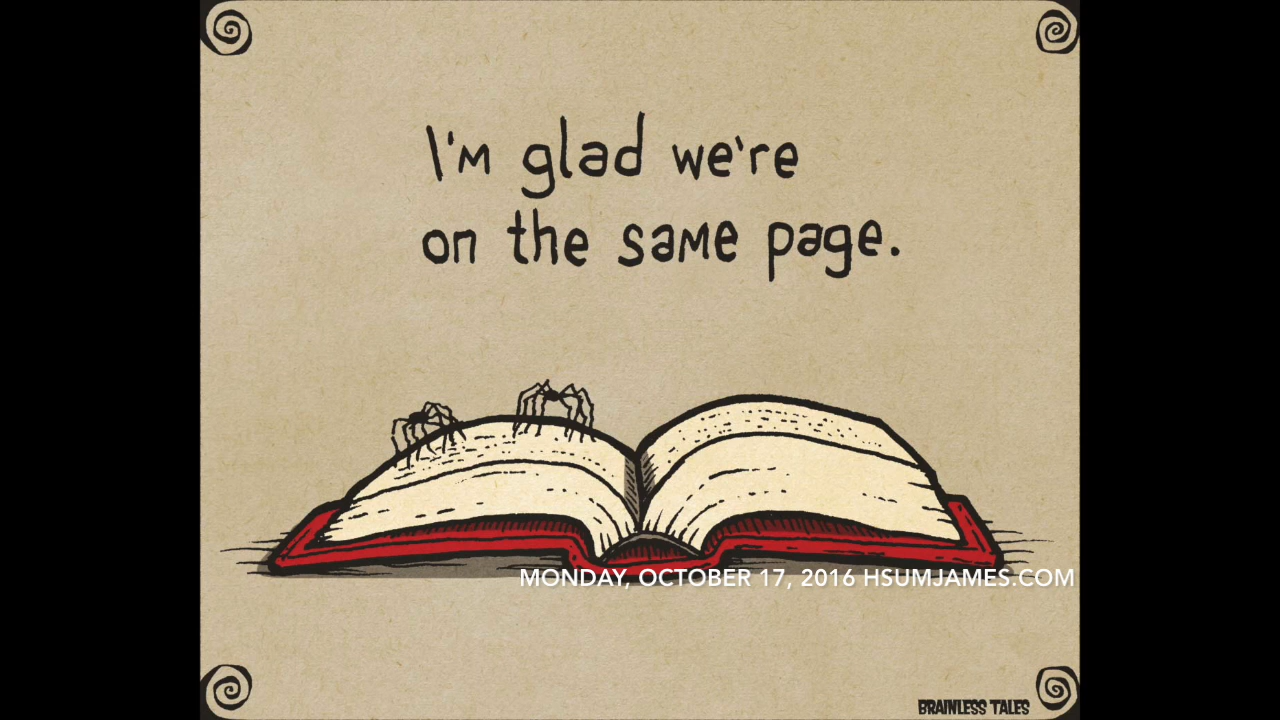 I'm glad we're
on the same page.
MONDAY, OCTOBER 17, 2016 HSUMJAMES.COM
BRAINLESS TALES